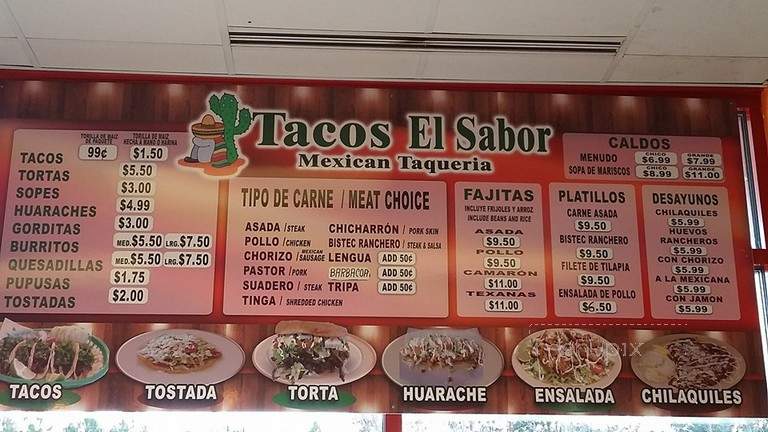 Tacos El Sabor
Mexican Taqueria
TORILLA DE MAIZ DE PAQUETE
TORILLA DE MAIZ HECHA A MANO O HARINA
TACOS 99¢ $1.50
TORTAS $5.50
SOPES $3.00
HUARACHES $4.99
GORDITAS $3.00
BURRITOS MED.$5.50 LRG.$7.50
QUESADILLAS MED.$5.50 LRG.$7.50
PUPUSAS $1.75
TOSTADAS $2.00
TIPO DE CARNE / MEAT CHOICE
ASADA / STEAK
POLLO / CHICKEN
CHORIZO / MEXICAN SAUSAGE
PASTOR / PORK
SUADERO / STEAK
TINGA / SHREDDED CHICKEN
CHICHARRÓN / PORK SKIN
BISTEC RANCHERO / STEAK & SALSA
LENGUA ADD 50¢
BARBACOA ADD 50¢
TRIPA ADD 50¢
FAJITAS
INCLUYE FRIJOLES Y ARROZ
INCLUDE BEANS AND RICE
ASADA
$9.50
POLLO
$9.50
CAMARÓN
$11.00
TEXANAS
$11.00
CALDOS
CHICO GRANDE
MENUDO $6.99 $7.99
CHICO GRANDE
SOPA DE MARISCOS $8.99 $11.00
PLATILLOS
CARNE ASADA
$9.50
BISTEC RANCHERO
$9.50
FILETE DE TILAPIA
$9.50
ENSALADA DE POLLO
$6.50
DESAYUNOS
CHILAQUILES
$5.99
HUEVOS
RANCHEROS
$5.99
CON CHORIZO
$5.99
A LA MEXICANA
$5.99
CON JAMON
$5.99
TACOS
TOSTADA
TORTA
HUARACHE
ENSALADA
CHILAQUILES